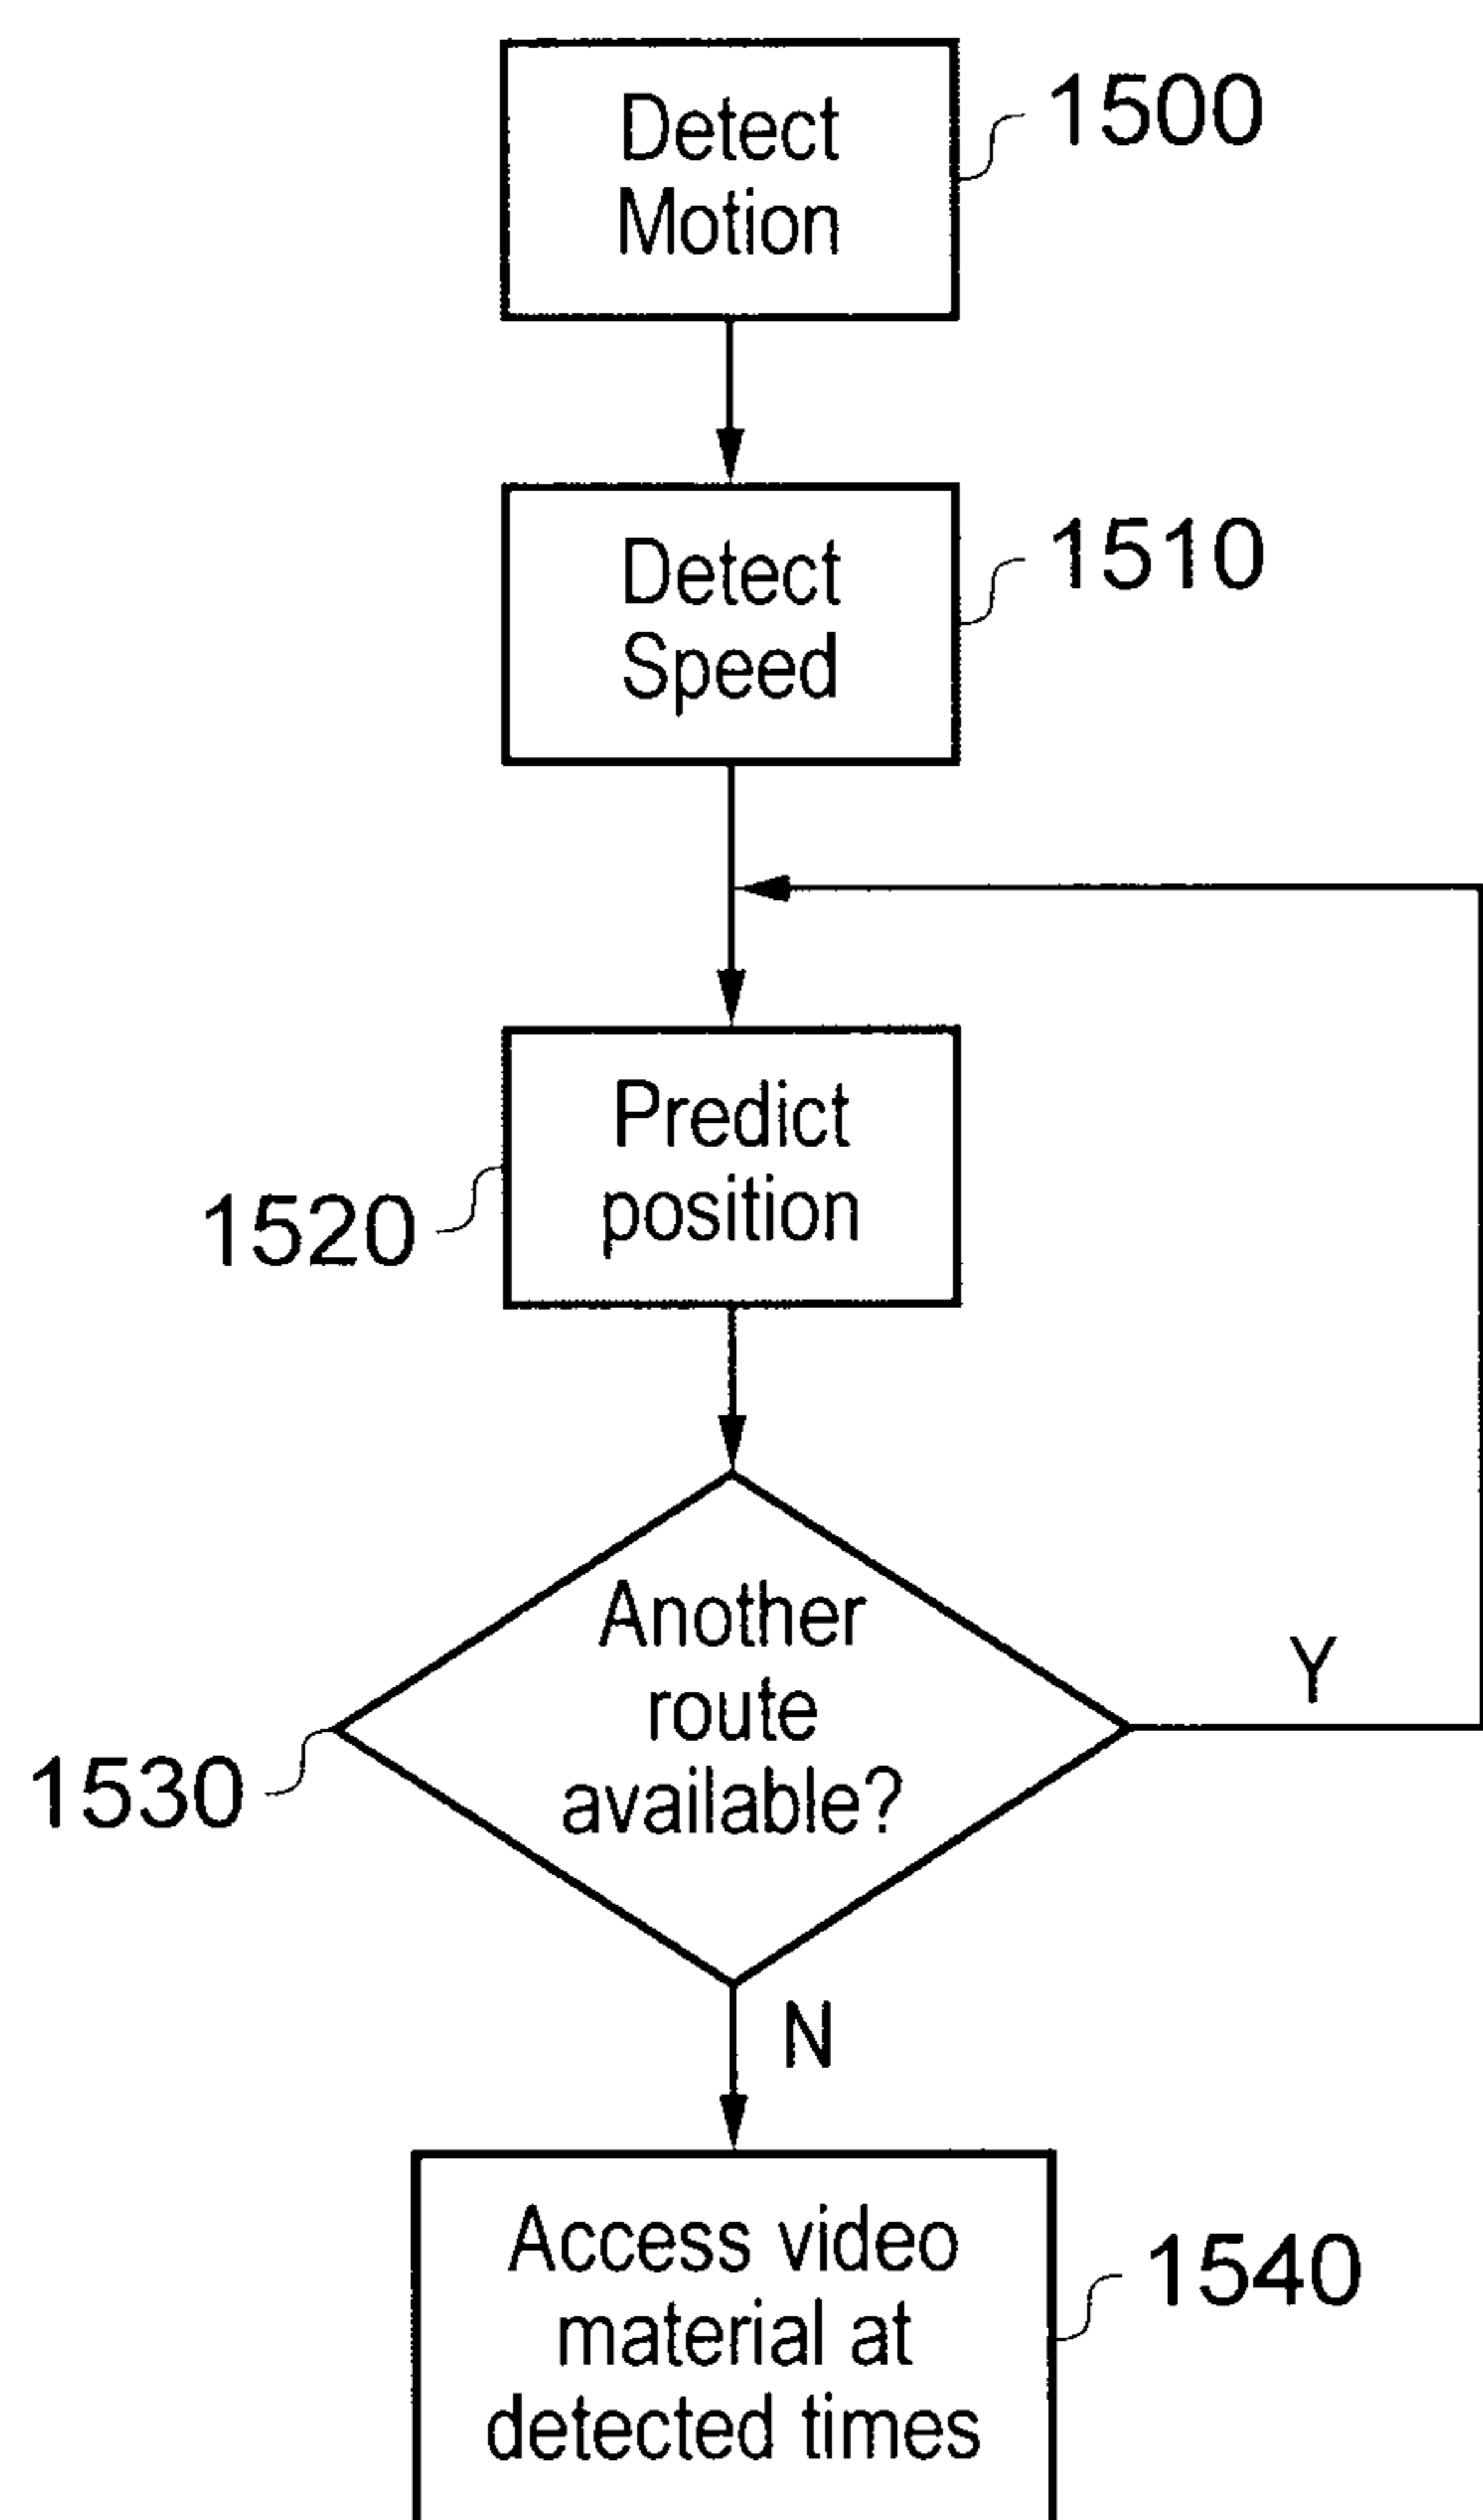 Detect
Motion
1500
Detect
Speed
1510
Predict
position
1520
Another
route
available?
Y
1530
N
Access video
material at
detected times
1540